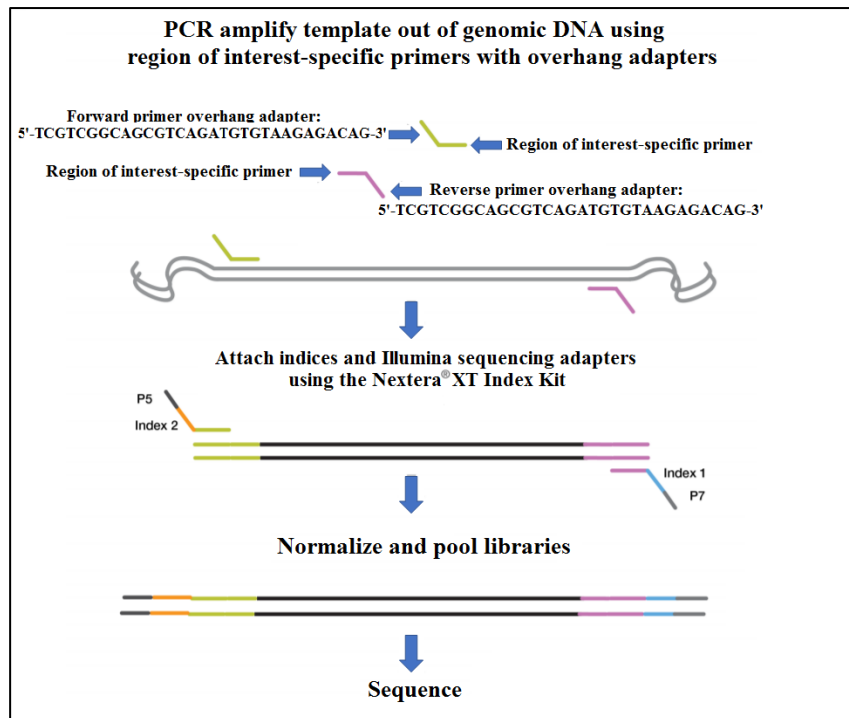 PCR amplify template out of genomic DNA using
region of interest-specific primers with overhang adapters
Forward primer overhang adapter:
5'-TCGTCGGCAGCGTCAGATGTGTAAGAGACAG-3'
Region of interest-specific primer
Region of interest-specific primer
Reverse primer overhang adapter:
5'-TCGTCGGCAGCGTCAGATGTGTAAGAGACAG-3'
Attach indices and Illumina sequencing adapters
using the Nextera® XT Index Kit
P5
Index 2
Index 1
P7
Normalize and pool libraries
Sequence